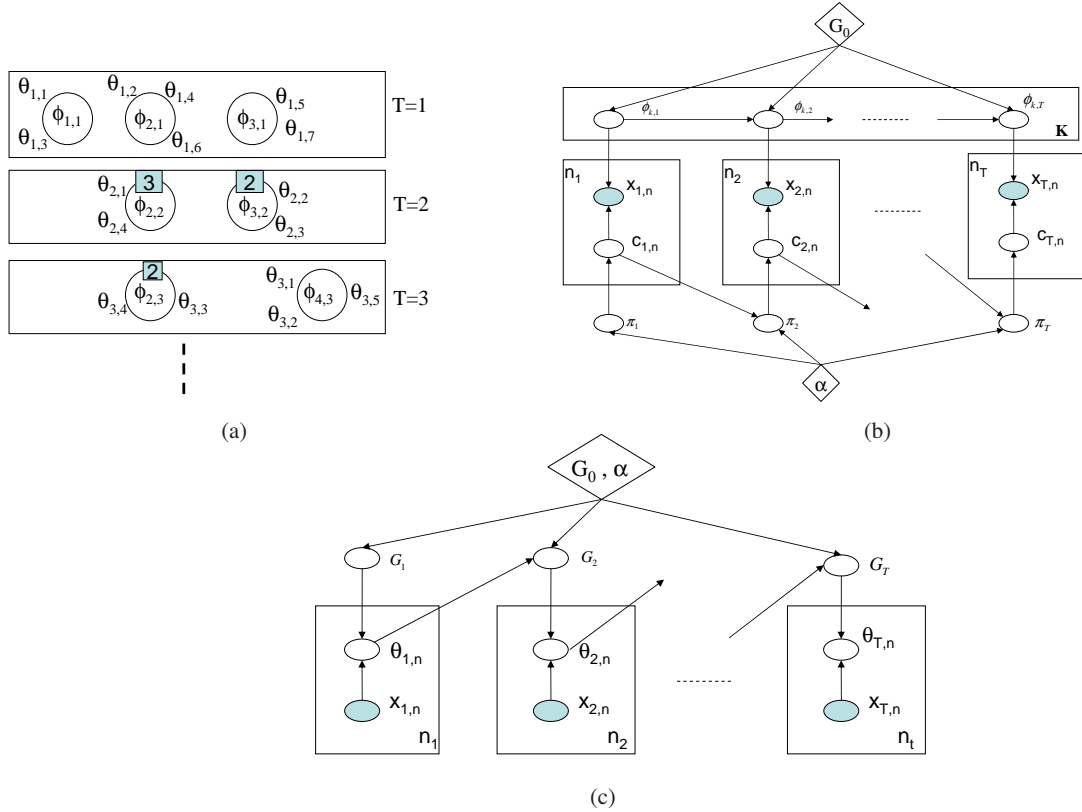 θ1,1 θ1,2 θ1,4 θ1,5
ϕ1,1 ϕ2,1 ϕ3,1 T=1
θ1,3 θ1,6 θ1,7
3 2
θ2,1 θ2,2 T=2
ϕ2,2 ϕ3,2
θ2,4 θ2,3
2
θ3,1
ϕ2,3 ϕ4,3 θ3,5 T=3
θ3,4 θ3,3 θ3,2
(a)
G0
ϕk,1 ϕk,2 ϕk,T
K
n1 n2 nT
x1,n x2,n xT,n
c1,n c2,n cT,n
π1 π2 πT
α
(b)
G0 , α
G1 G2 GT
θ1,n θ2,n θT,n
x1,n x2,n xT,n
n1 n2 nt
(c)